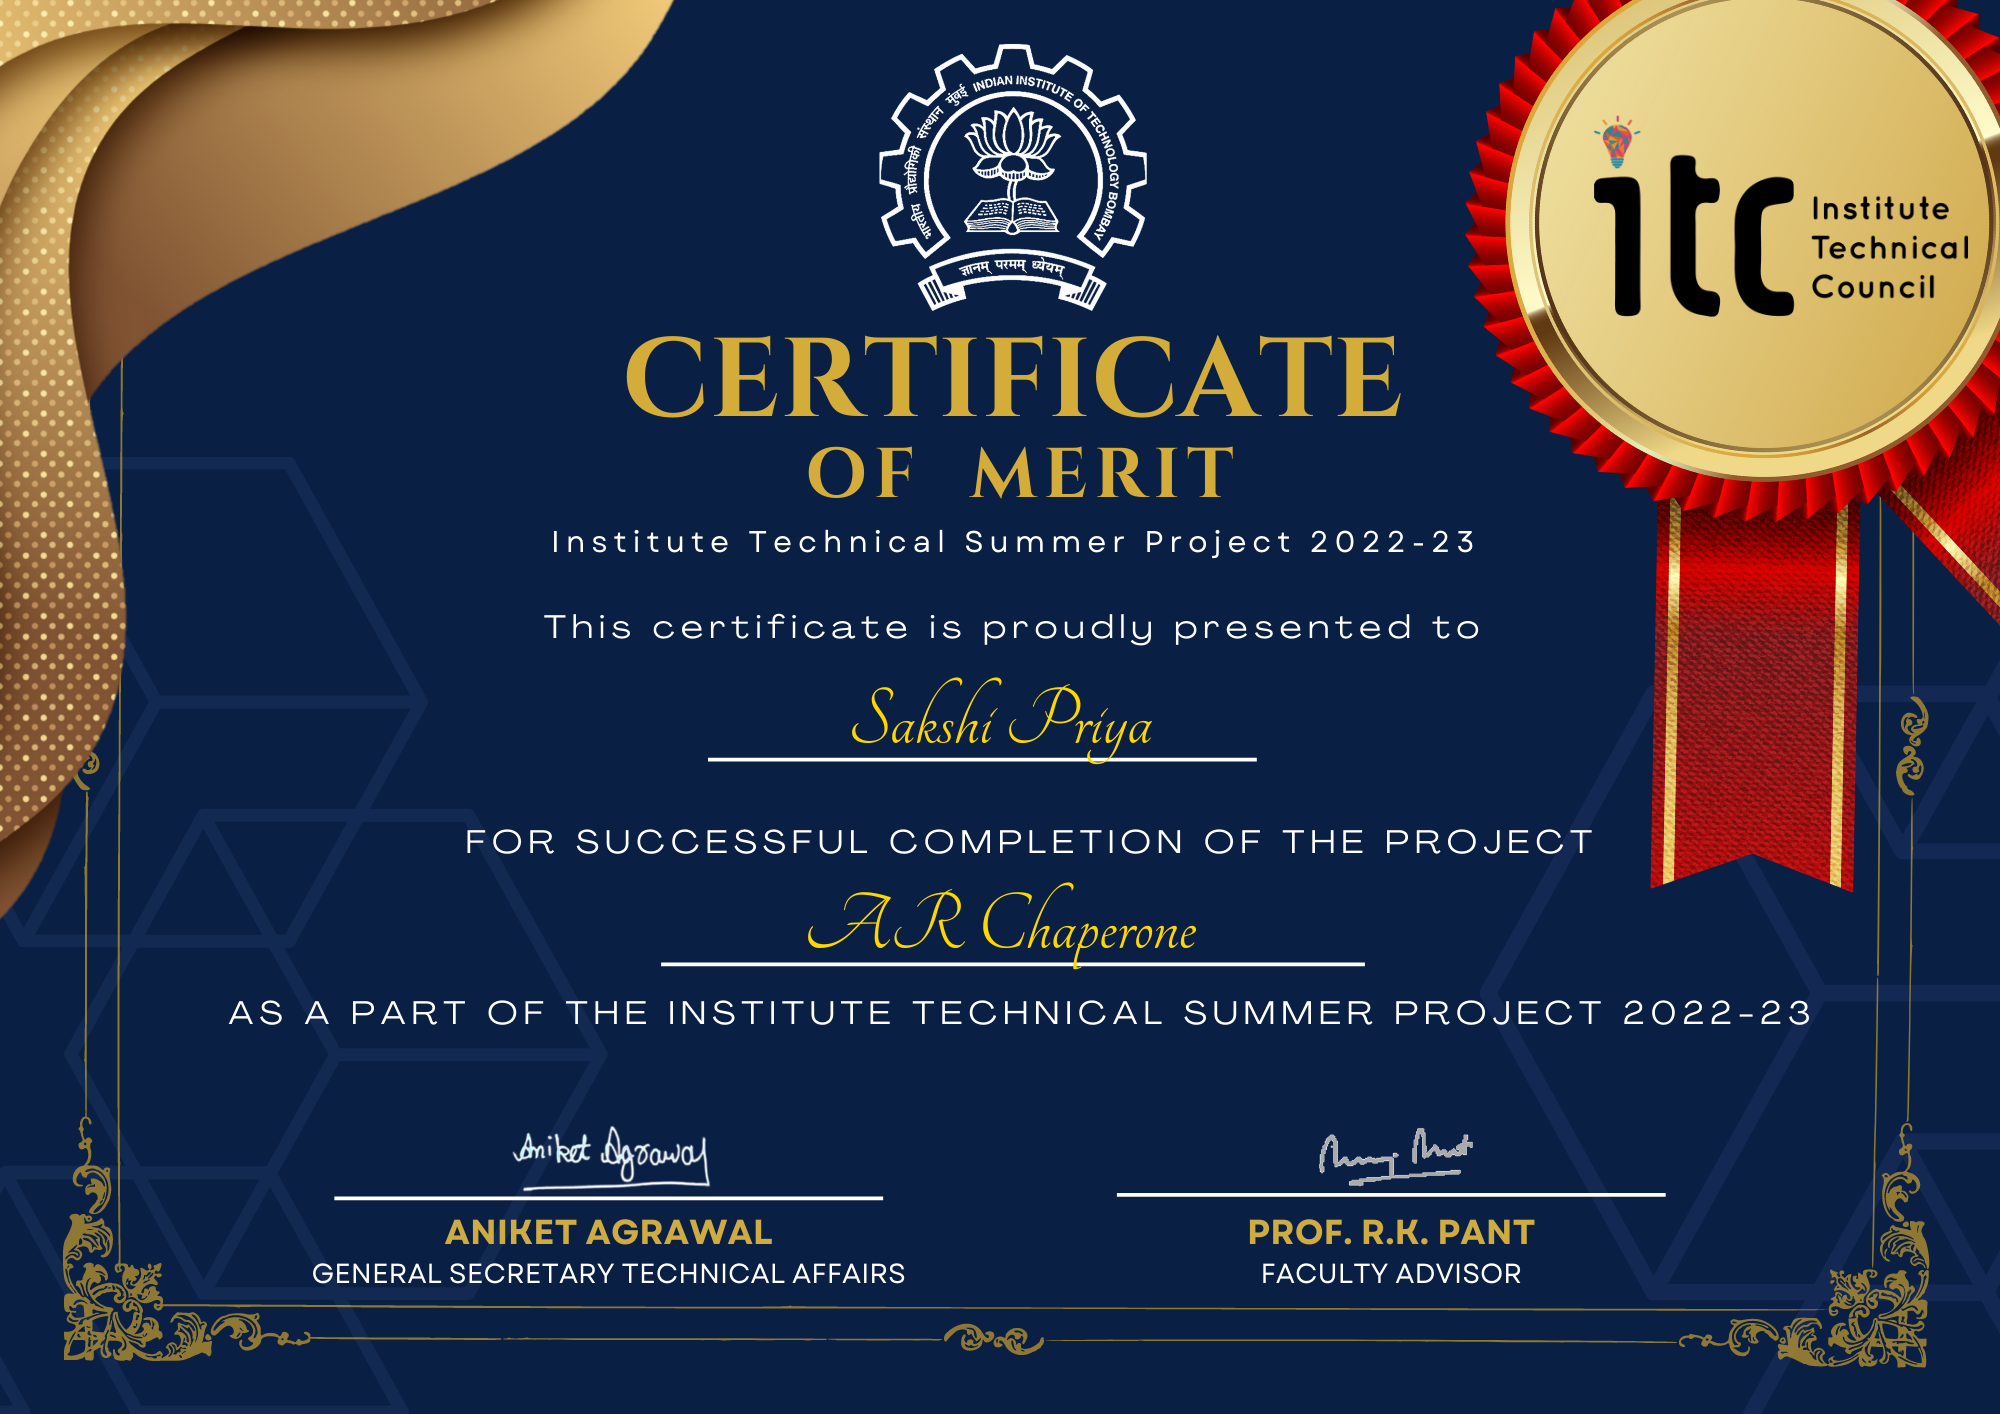 भारतीय प्रौद्योगिकी संस्थान मुंबई INDIAN INSTITUTE OF TECHNOLOGY BOMBAY
ज्ञानम् परमम् ध्येयम्
itc
Institute
Technical
Council
CERTIFICATE
OF MERIT
Institute Technical Summer Project 2022-23
This certificate is proudly presented to
Sakshi Priya
FOR SUCCESSFUL COMPLETION OF THE PROJECT
AR Chaperone
AS A PART OF THE INSTITUTE TECHNICAL SUMMER PROJECT 2022-23
Aniket Agrawal
ANIKET AGRAWAL
GENERAL SECRETARY TECHNICAL AFFAIRS
PROF. R.K. PANT
FACULTY ADVISOR